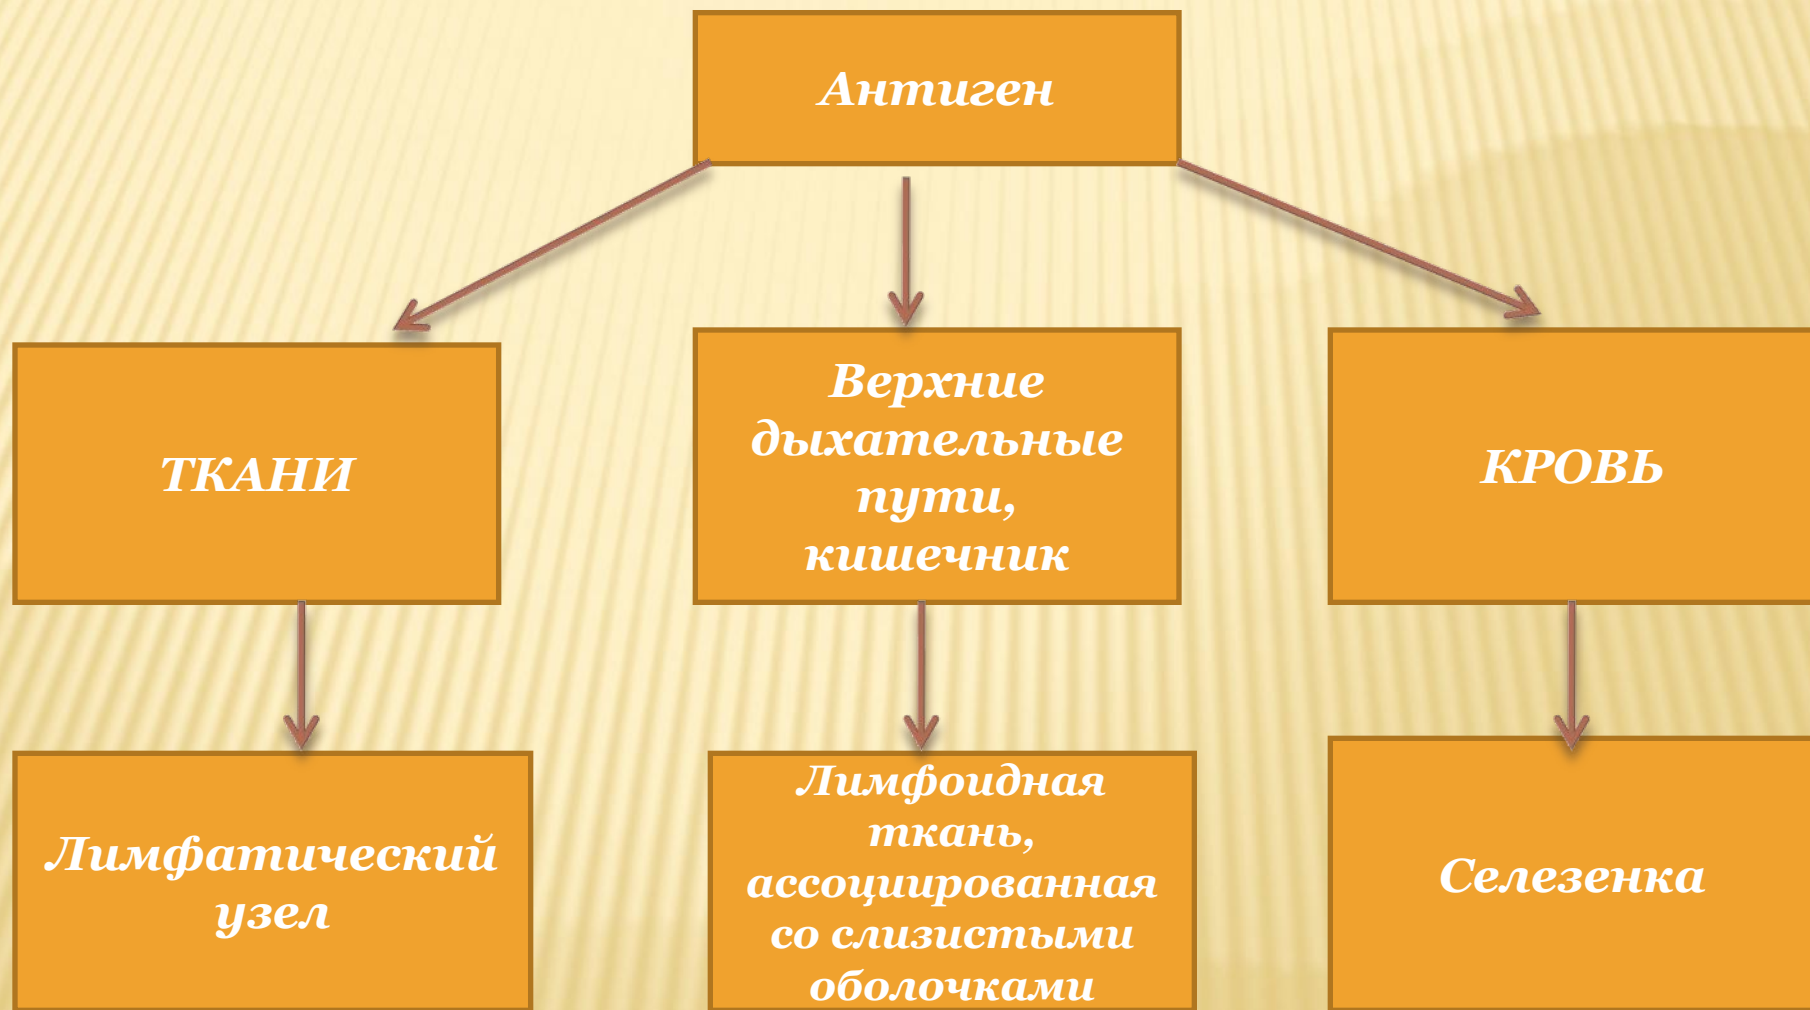 Антиген
ТКАНИ
Верхние
дыхательные
пути,
кишечник
КРОВЬ
Лимфатический
узел
Лимфоидная
ткань,
ассоциированная
со слизистыми
оболочками
Селезенка